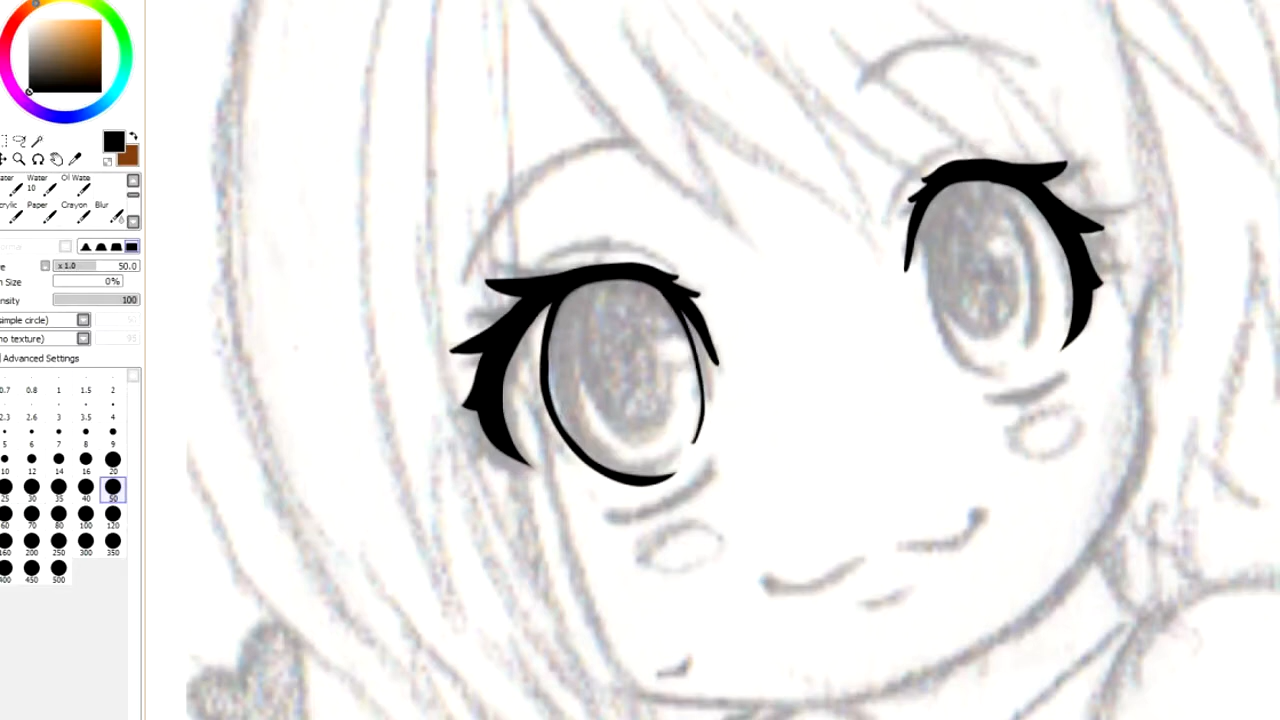 ater Water Oil Wate
10
crylic Paper Crayon Blur
e x 1.0 50.0
n Size 0%
nsity 100
simple circle) 50
no texture) 95
Advanced Settings
0.7 0.8 1 1.5 2
2.3 2.6 3 3.5 4
5 6 7 8 9
10 12 14 16 20
25 30 35 40 50
60 70 80 100 120
160 200 250 300 350
400 450 500